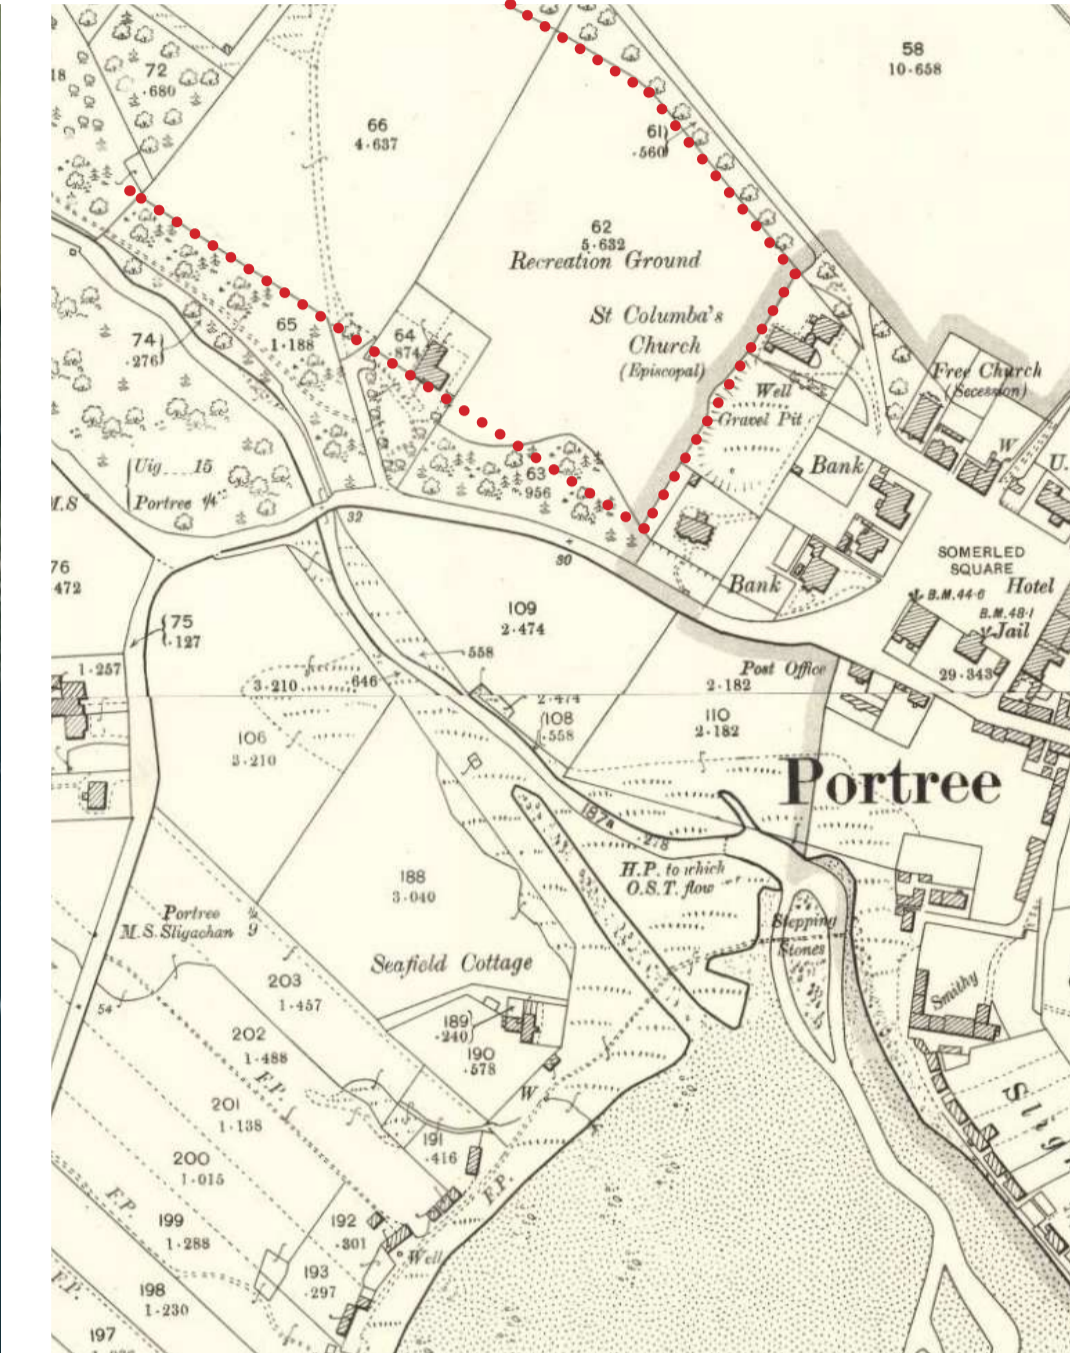 58
10·658
18
72
·680
66
4·637
61
·560
62
5·632
Recreation Ground
St Columba's
Church
(Episcopal)
74
·276
65
1·188
64
·874
Well
Gravel Pit
Free Church
(Secession)
W
U.
Bank
Uig 15
Portree ¼
M.S
63
·956
32
30
Bank
SOMERLED
SQUARE
Hotel
B.M.44·6
B.M.48·1
Jail
29·343
76
·472
75
·127
109
2·474
·558
1·257
3·210
·646
Post Office
2·182
2·474
108
·558
110
2·182
106
3·210
Portree
187a
·278
H.P. to which
O.S.T. flow
188
3·040
Portree
M.S. Sligachan 9
Stepping
Stones
Seafield Cottage
203
1·457
54
Smithy
189
·240
190
·578
202
1·488
F.P.
W
201
1·138
191
·416
200
1·015
F.P.
F.P.
199
1·288
192
·301
Well
193
·297
198
1·230
F.P.
197